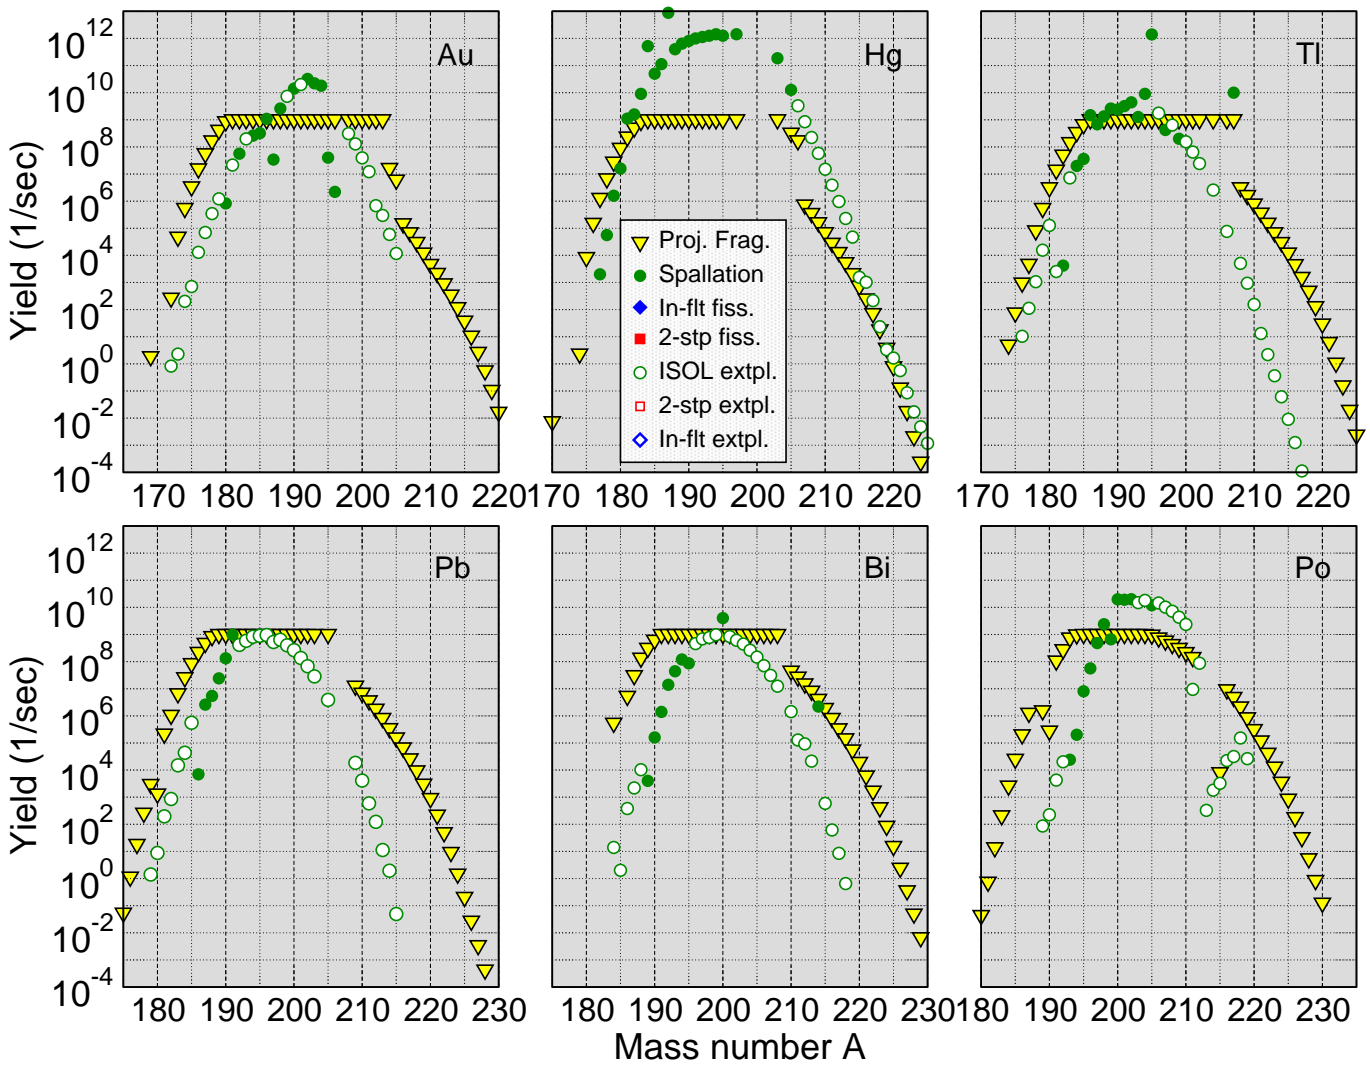 Yield (1/sec)
10^12
10^10
10^8
10^6
10^4
10^2
10^0
10^-2
10^-4
Au
Hg
Tl
Proj. Frag.
Spallation
In-flt fiss.
2-stp fiss.
ISOL extpl.
2-stp extpl.
In-flt extpl.
170 180 190 200 210 220
170 180 190 200 210 220
170 180 190 200 210 220
Yield (1/sec)
10^12
10^10
10^8
10^6
10^4
10^2
10^0
10^-2
10^-4
Pb
Bi
Po
180 190 200 210 220 230
180 190 200 210 220 230
180 190 200 210 220 230
Mass number A